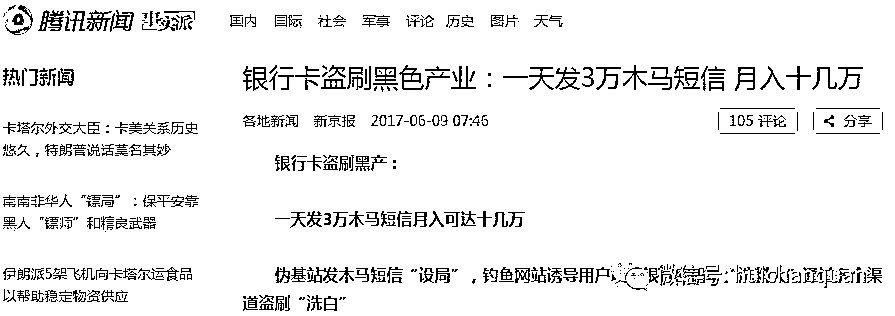 腾讯新闻 事实派
国内 国际 社会 军事 评论 历史 图片 天气
热门新闻
卡塔尔外交大臣：卡美关系历史
悠久，特朗普说话莫名其妙
南南非华人“镖局”：保平安靠
黑人“镖师”和精良武器
伊朗派5架飞机向卡塔尔运食品
以帮助稳定物资供应
银行卡盗刷黑色产业：一天发3万木马短信 月入十几万
各地新闻 新京报 2017-06-09 07:46
105 评论
分享
银行卡盗刷黑产：
一天发3万木马短信月入可达十几万
伪基站发木马短信“设局”，钓鱼网站诱导用户
道盗刷“洗白”